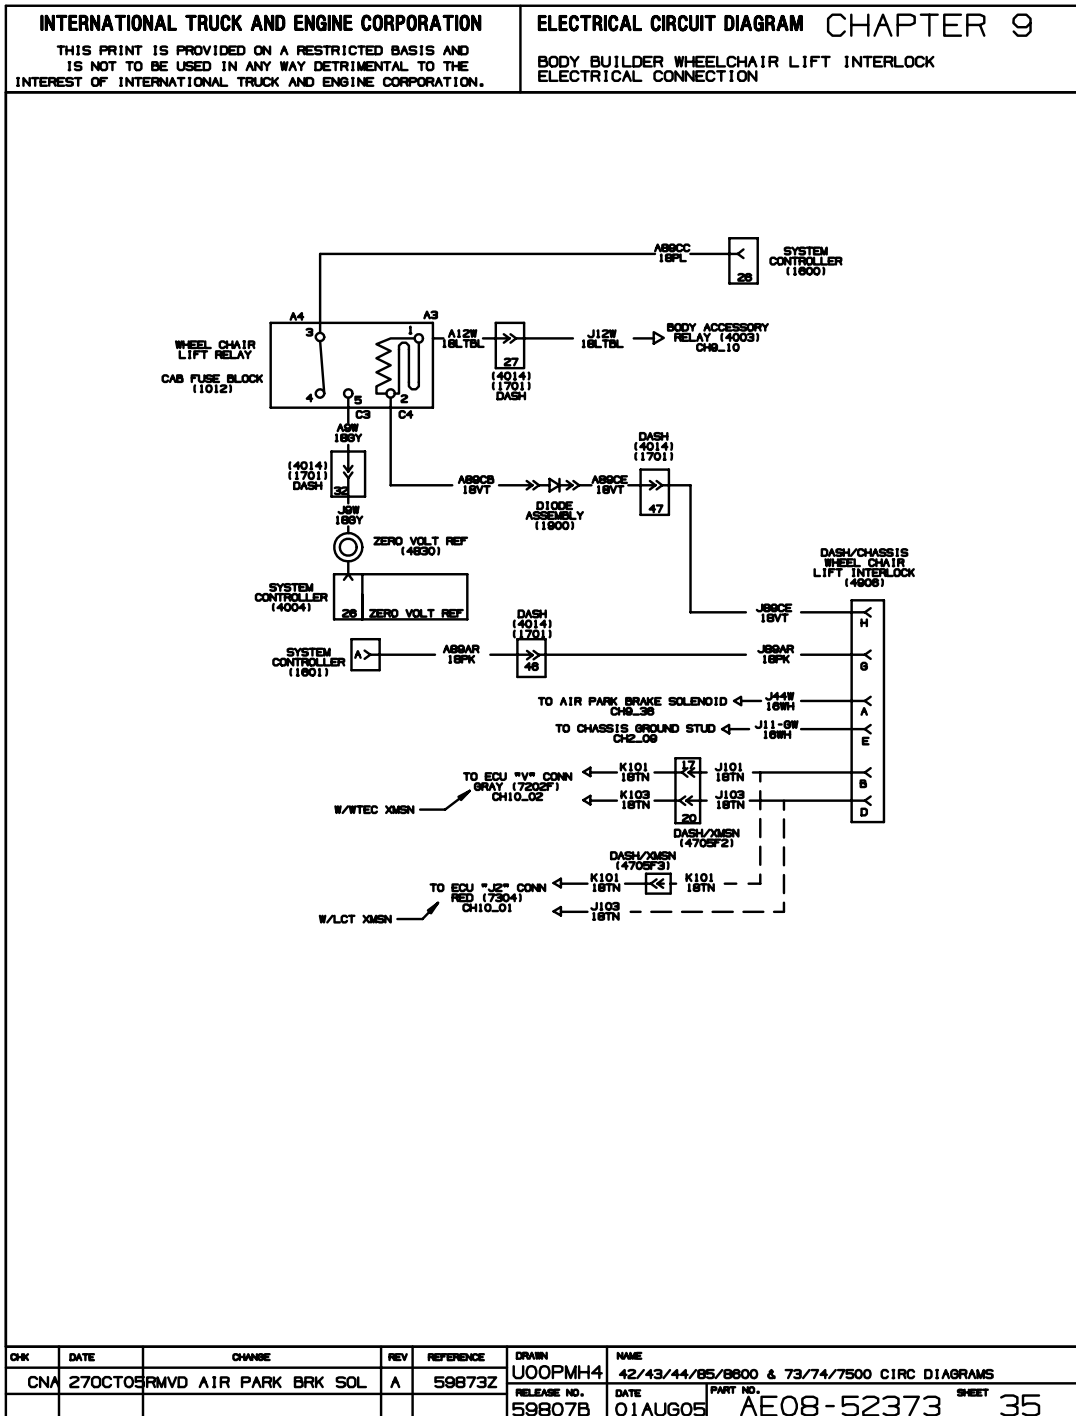 INTERNATIONAL TRUCK AND ENGINE CORPORATION
THIS PRINT IS PROVIDED ON A RESTRICTED BASIS AND
IS NOT TO BE USED IN ANY WAY DETRIMENTAL TO THE
INTEREST OF INTERNATIONAL TRUCK AND ENGINE CORPORATION.
ELECTRICAL CIRCUIT DIAGRAM CHAPTER 9
BODY BUILDER WHEELCHAIR LIFT INTERLOCK
ELECTRICAL CONNECTION
A89CC
18PL
26
SYSTEM
CONTROLLER
(1600)
A4
A3
3
1
4
5
2
C3
C4
WHEEL CHAIR
LIFT RELAY
CAB FUSE BLOCK
(1012)
A12W
18LTBL
27
(4014)
(1701)
DASH
J12W
18LTBL
BODY ACCESSORY
RELAY (4003)
CH9_10
A9W
18GY
(4014)
(1701)
DASH
32
J9W
18GY
ZERO VOLT REF
(4830)
SYSTEM
CONTROLLER
(4004)
26 ZERO VOLT REF
A89CB
18VT
DIODE
ASSEMBLY
(1900)
A89CE
18VT
DASH
(4014)
(1701)
47
DASH/CHASSIS
WHEEL CHAIR
LIFT INTERLOCK
(4906)
J89CE
18VT
H
SYSTEM
CONTROLLER
(1601)
A
A89AR
18PK
DASH
(4014)
(1701)
46
J89AR
18PK
G
TO AIR PARK BRAKE SOLENOID
CH9_36
J44W
16WH
A
TO CHASSIS GROUND STUD
CH2_09
J11-GW
16WH
E
TO ECU "V" CONN
GRAY (7202F)
CH10_02
W/WTEC XMSN
K101
18TN
17
J101
18TN
B
K103
18TN
20
J103
18TN
D
DASH/XMSN
(4705F2)
DASH/XMSN
(4705F3)
TO ECU "J2" CONN
RED (7304)
CH10_01
W/LCT XMSN
K101
18TN
K101
18TN
J103
18TN
CHK DATE CHANGE REV REFERENCE
CNA 27OCT05 RMVD AIR PARK BRK SOL A 59873Z
DRAWN
U00PMH4
NAME
42/43/44/85/8600 & 73/74/7500 CIRC DIAGRAMS
RELEASE NO.
59807B
DATE
01AUG05
PART NO.
AE08-52373
SHEET
35